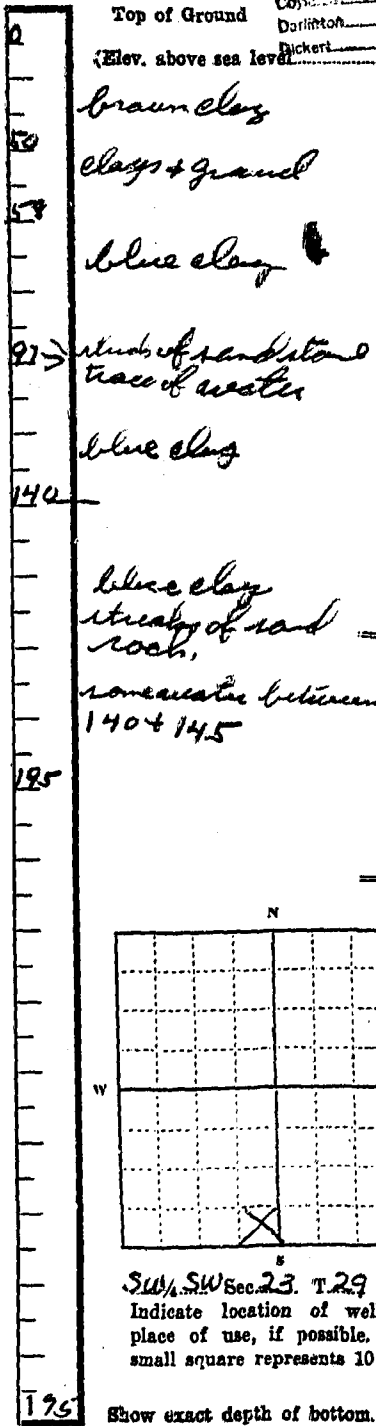 Top of Ground
Darlinton
Dickert
0
(Elev. above sea level
brown clay
50
clays + gravel
58
blue clay
97
streaks of sand stone
trace of water
blue clay
140
blue clay
streaks of sand
rock,
some water between
140 + 145
195
N
W
S
SW¼ SW Sec. 23. T. 29
Indicate location of wel
place of use, if possible.
small square represents 10
195
Show exact depth of bottom.